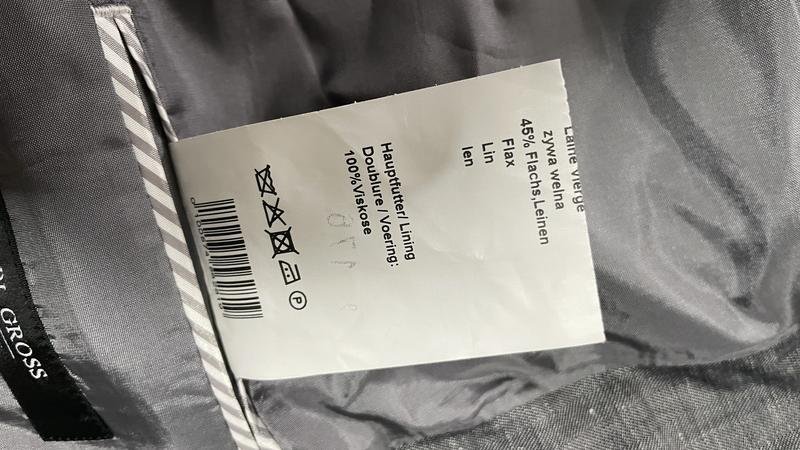 Laine vierge
zywa welna
45% Flachs,Leinen
Flax
Lin
len
Hauptfutter/ Lining
Doublure / Voering:
100%Viskose
P
GROSS